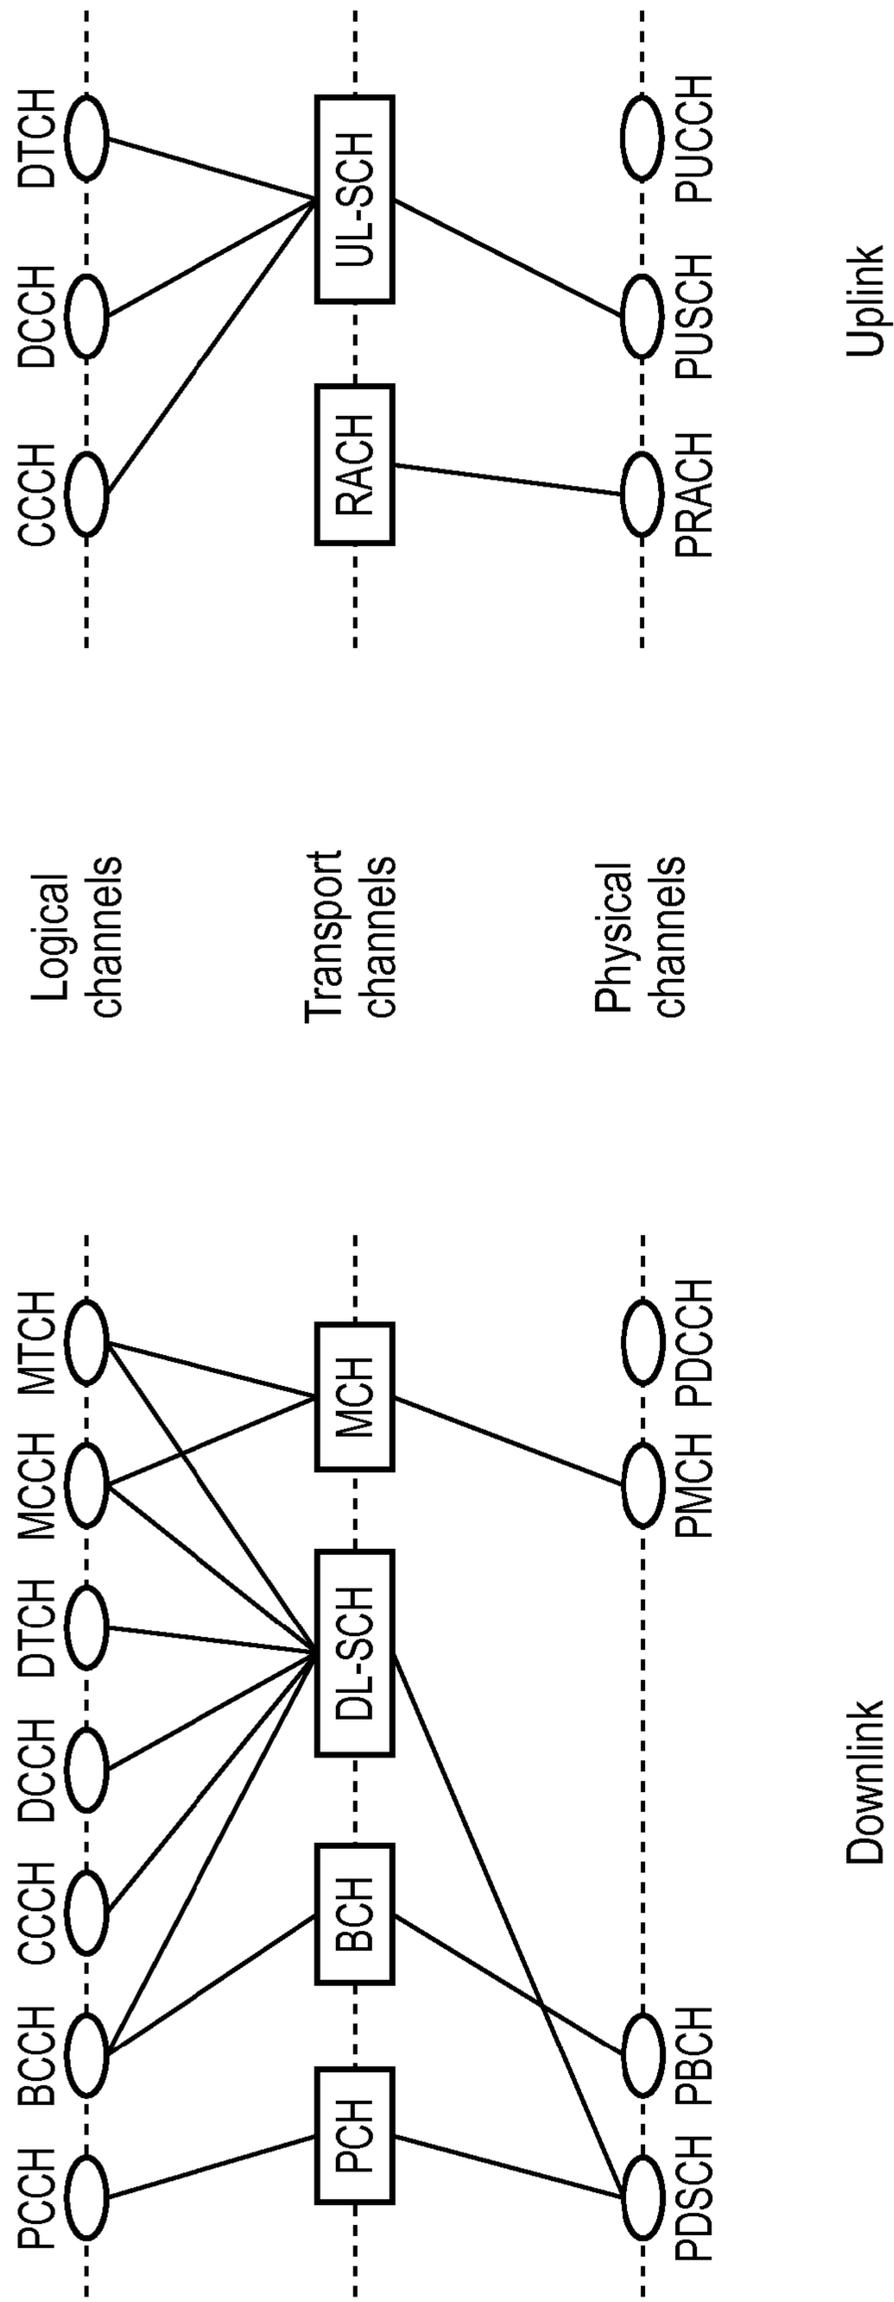 PCCH BCCH CCCH DCCH DTCH MCCH MTCH
Logical
channels
CCCH DCCH DTCH
PCH BCH DL-SCH MCH
Transport
channels
RACH UL-SCH
PDSCH PBCH PMCH PDCCH
Physical
channels
PRACH PUSCH PUCCH
Downlink
Uplink